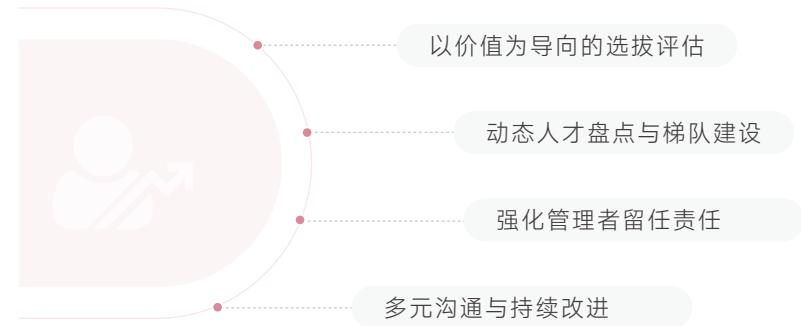 以价值为导向的选拔评估
动态人才盘点与梯队建设
强化管理者留任责任
多元沟通与持续改进